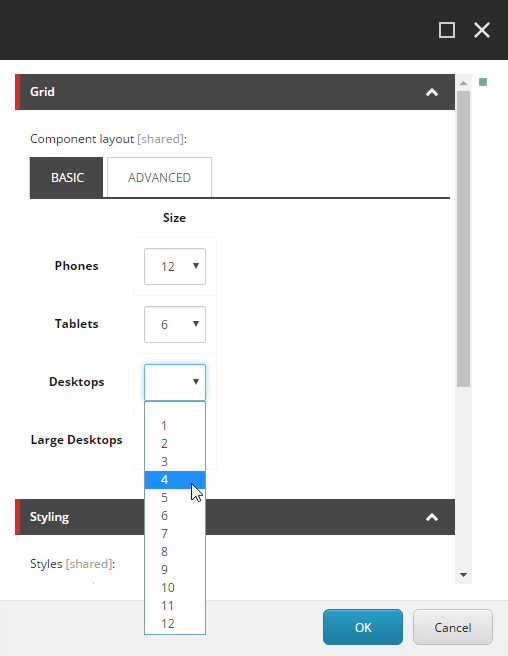 Grid
Component layout [shared]:
BASIC ADVANCED
Size
Phones 12
Tablets 6
Desktops
Large Desktops
1
2
3
4
5
6
7
8
9
10
11
12
Styling
Styles [shared]:
OK Cancel